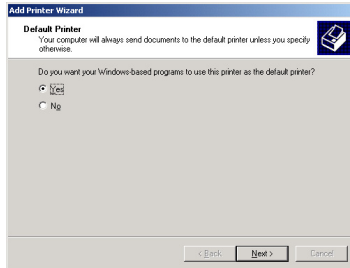 Add Printer Wizard
Default Printer
Your computer will always send documents to the default printer unless you specify
otherwise.
Do you want your Windows-based programs to use this printer as the default printer?
Yes
No
< Back
Next >
Cancel